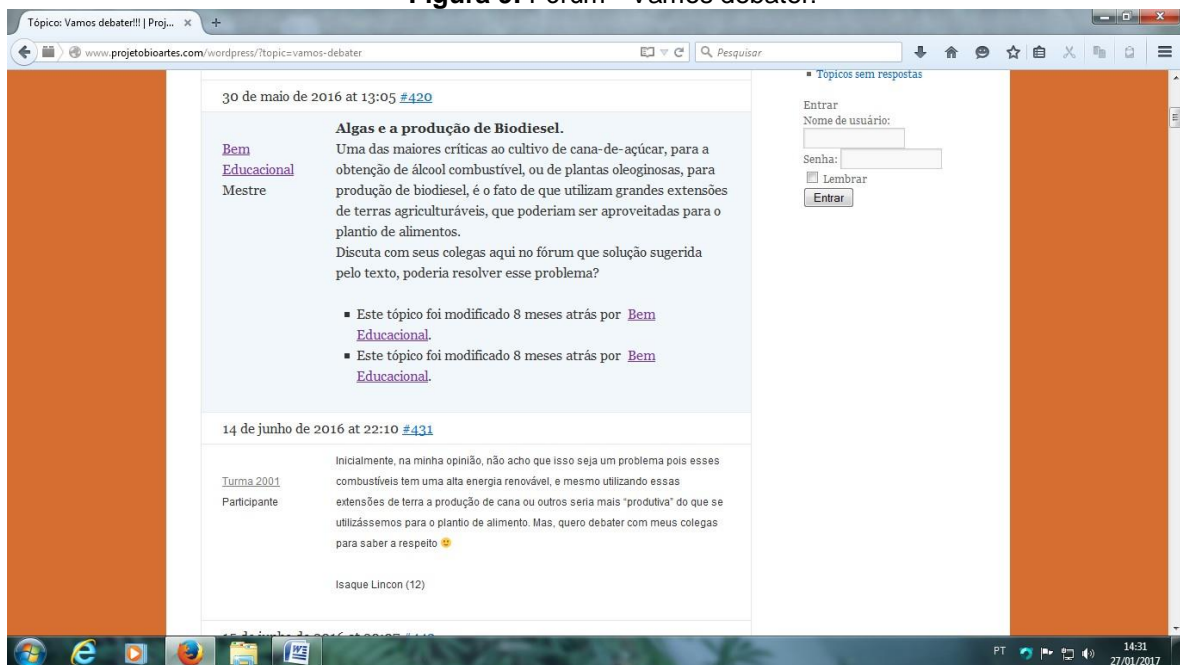 Tópico: Vamos debater!!! | Proj...
www.projetobioartes.com/wordpress/?topic=vamos-debater
Pesquisar
30 de maio de 2016 at 13:05 #420
Bem
Educacional
Mestre
Algas e a produção de Biodiesel.
Uma das maiores críticas ao cultivo de cana-de-açúcar, para a
obtenção de álcool combustível, ou de plantas oleoginosas, para
produção de biodiesel, é o fato de que utilizam grandes extensões
de terras agriculturáveis, que poderiam ser aproveitadas para o
plantio de alimentos.
Discuta com seus colegas aqui no fórum que solução sugerida
pelo texto, poderia resolver esse problema?
Este tópico foi modificado 8 meses atrás por Bem
Educacional.
Este tópico foi modificado 8 meses atrás por Bem
Educacional.
14 de junho de 2016 at 22:10 #431
Turma 2001
Participante
Inicialmente, na minha opinião, não acho que isso seja um problema pois esses
combustíveis tem uma alta energia renovável, e mesmo utilizando essas
extensões de terra a produção de cana ou outros seria mais “produtiva” do que se
utilizássemos para o plantio de alimento. Mas, quero debater com meus colegas
para saber a respeito 🙂
Isaque Lincon (12)
Tópicos sem respostas
Entrar
Nome de usuário:
Senha:
Lembrar
Entrar
PT
14:31
27/01/2017